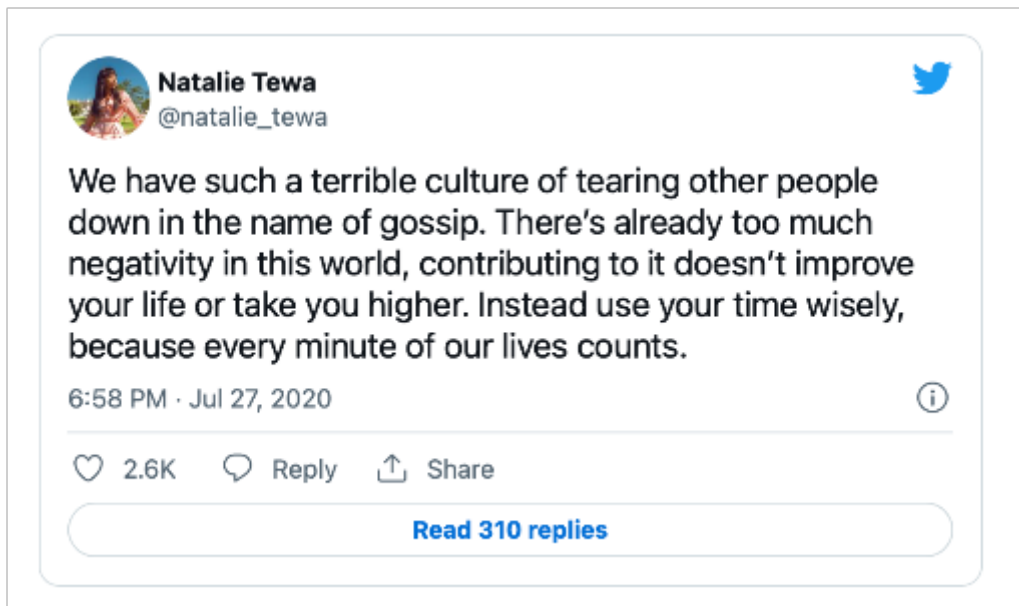 Natalie Tewa
@natalie_tewa
We have such a terrible culture of tearing other people
down in the name of gossip. There’s already too much
negativity in this world, contributing to it doesn’t improve
your life or take you higher. Instead use your time wisely,
because every minute of our lives counts.
6:58 PM · Jul 27, 2020
2.6K Reply Share
Read 310 replies